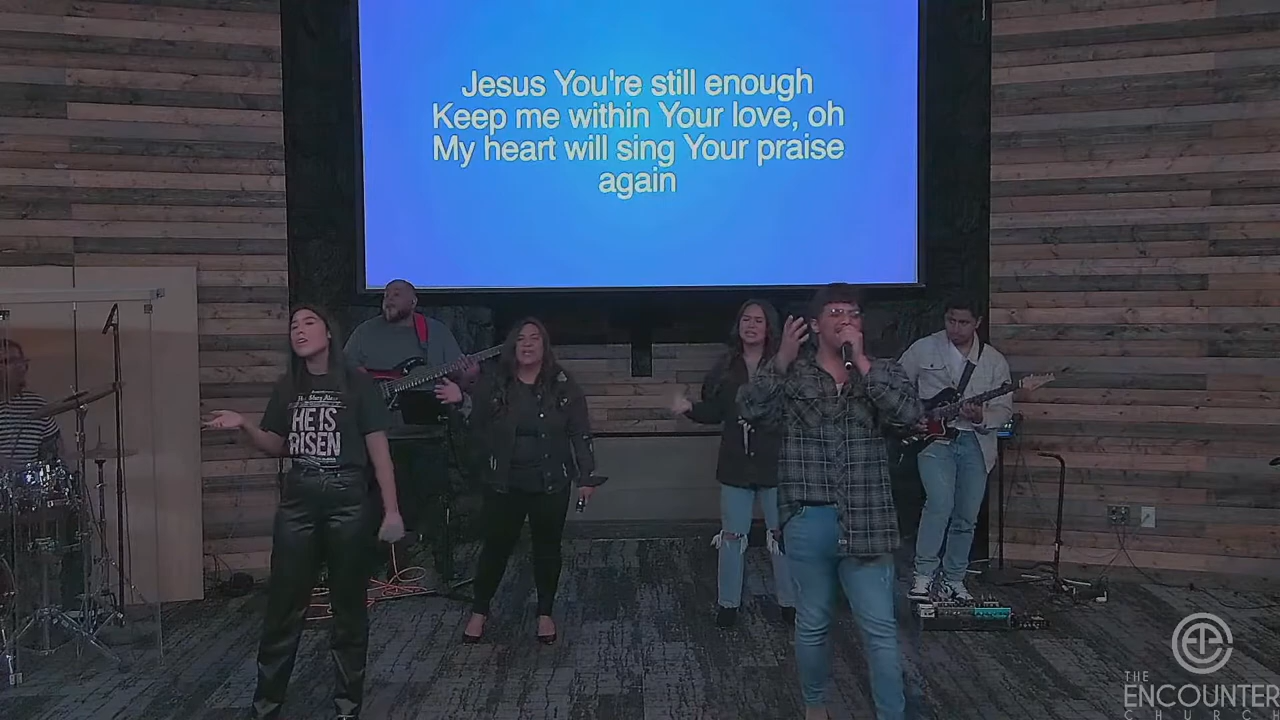 Jesus You're still enough
Keep me within Your love, oh
My heart will sing Your praise
again
HE IS
RISEN
THE
ENCOUNTER
CHURCH